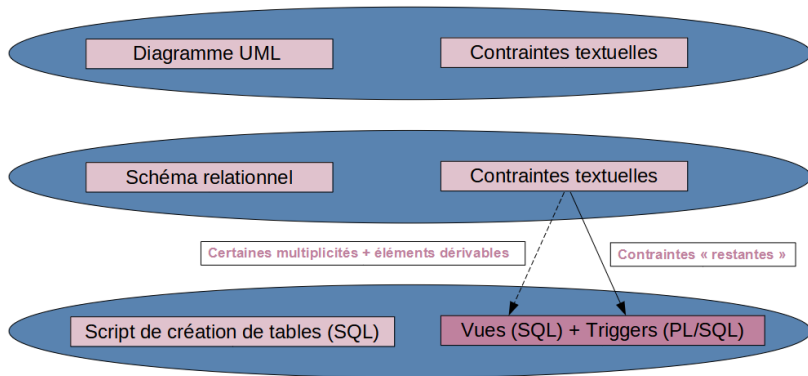 Diagramme UML
Contraintes textuelles
Schéma relationnel
Contraintes textuelles
Certaines multiplicités + éléments dérivables
Contraintes « restantes »
Script de création de tables (SQL)
Vues (SQL) + Triggers (PL/SQL)